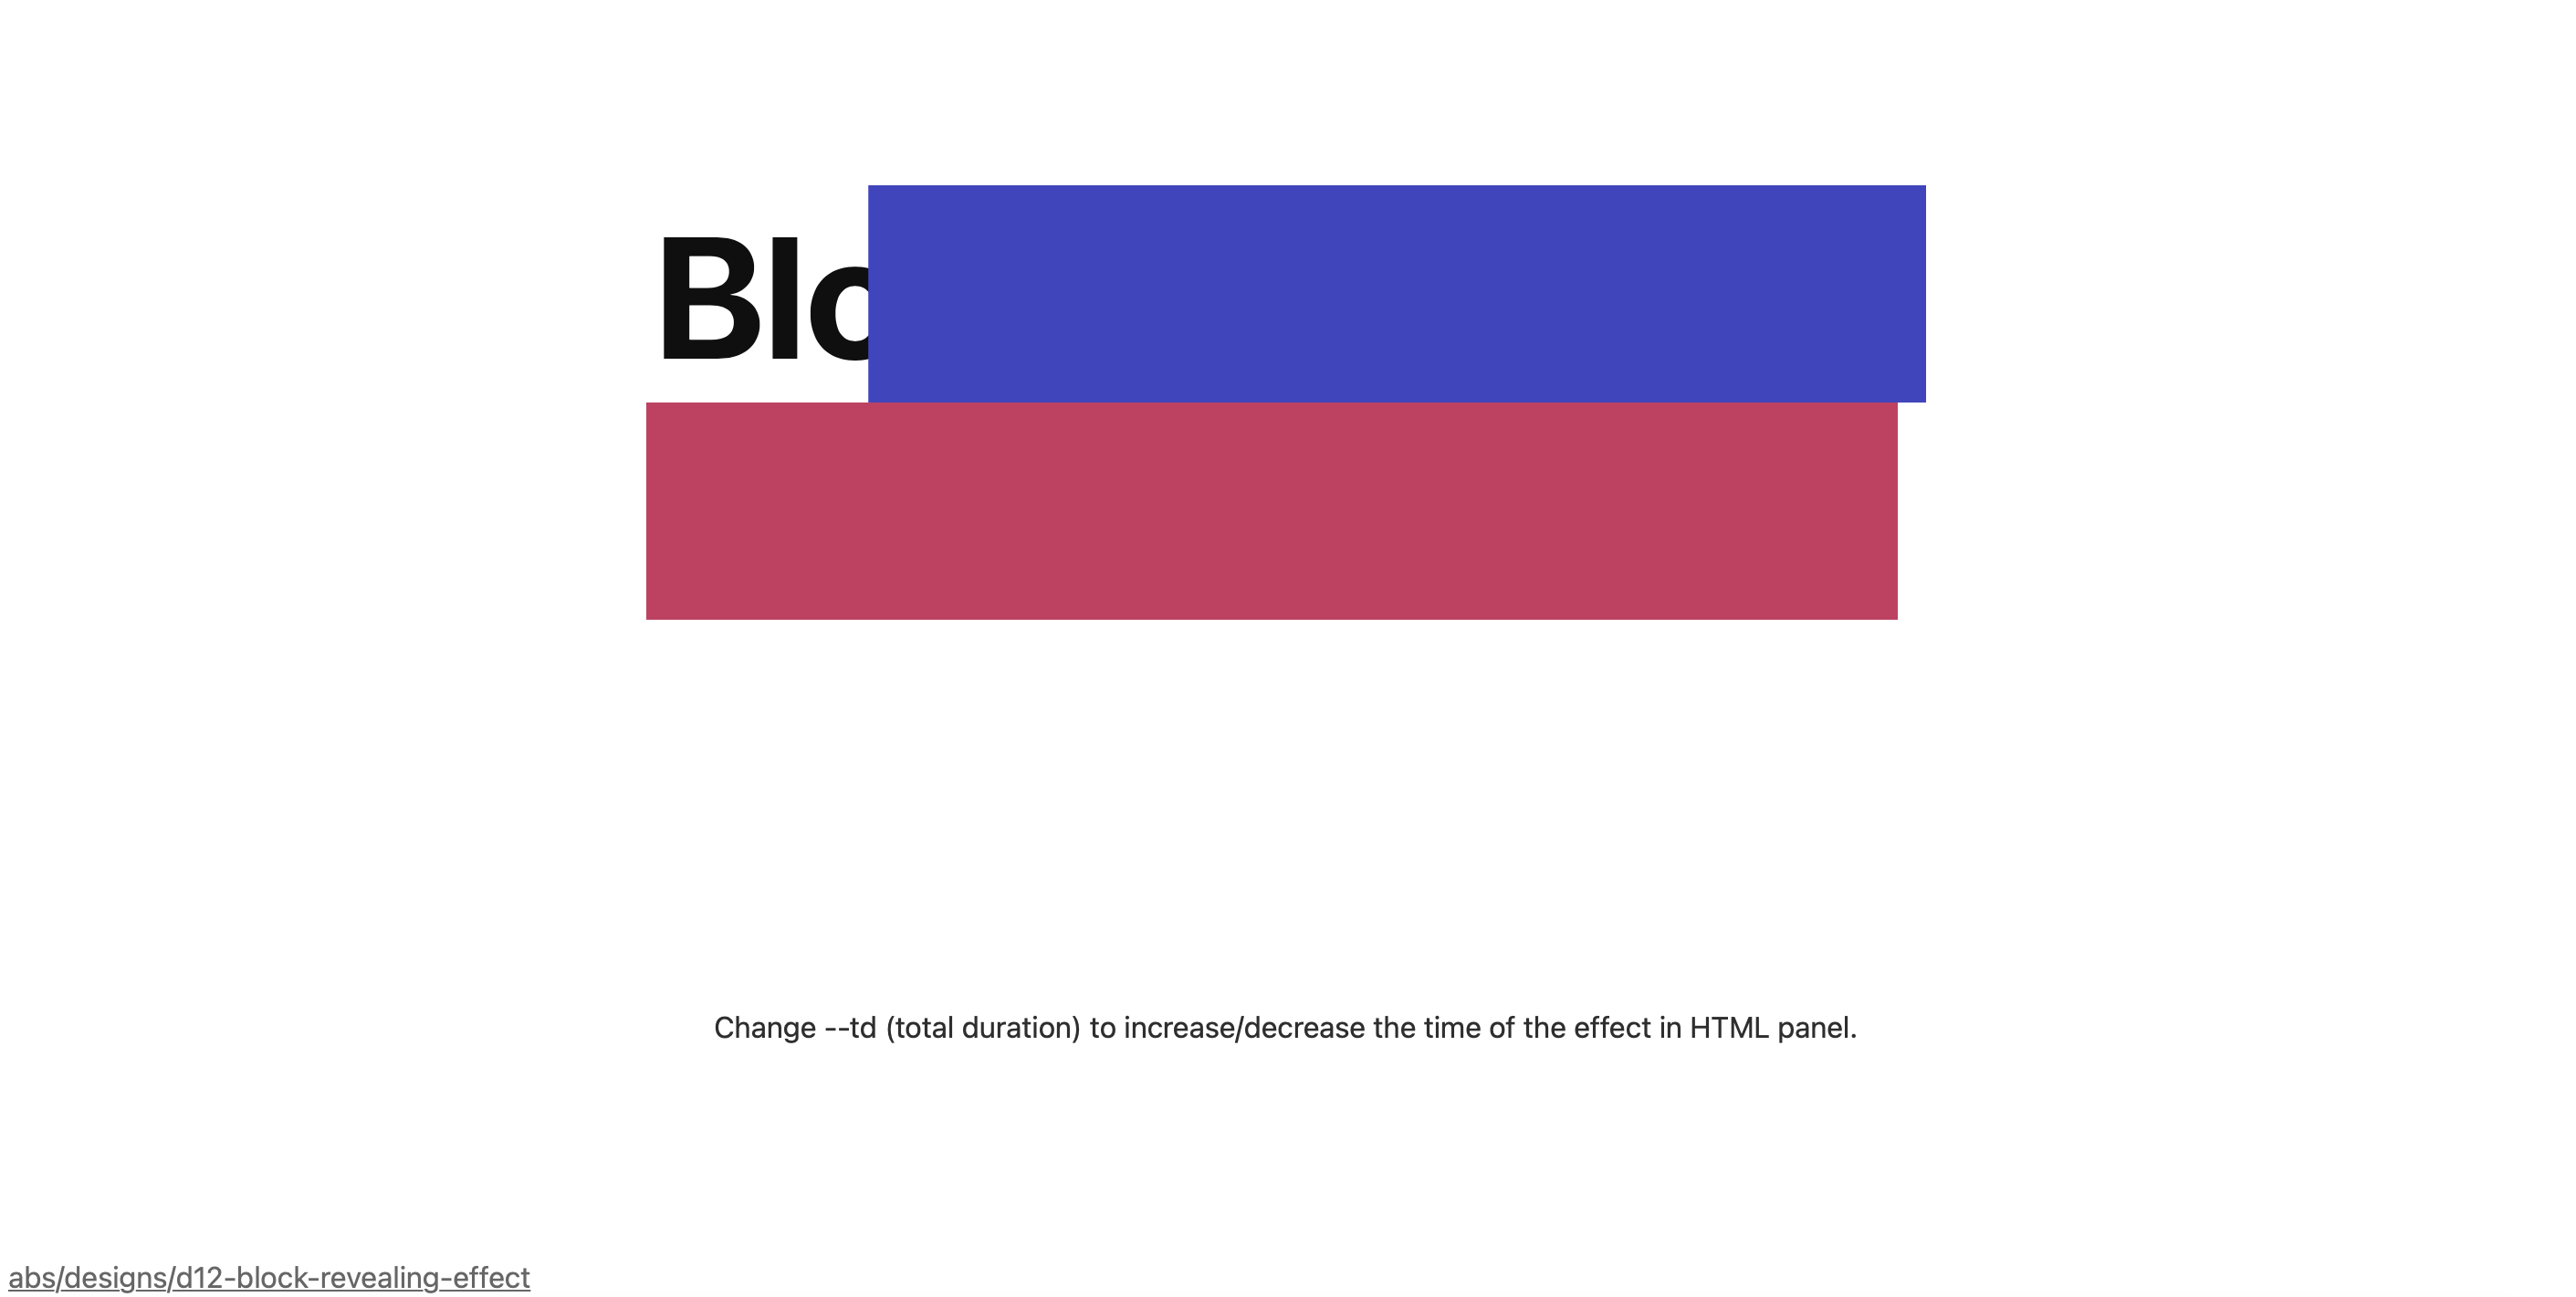 Blo
Change --td (total duration) to increase/decrease the time of the effect in HTML panel.
abs/designs/d12-block-revealing-effect